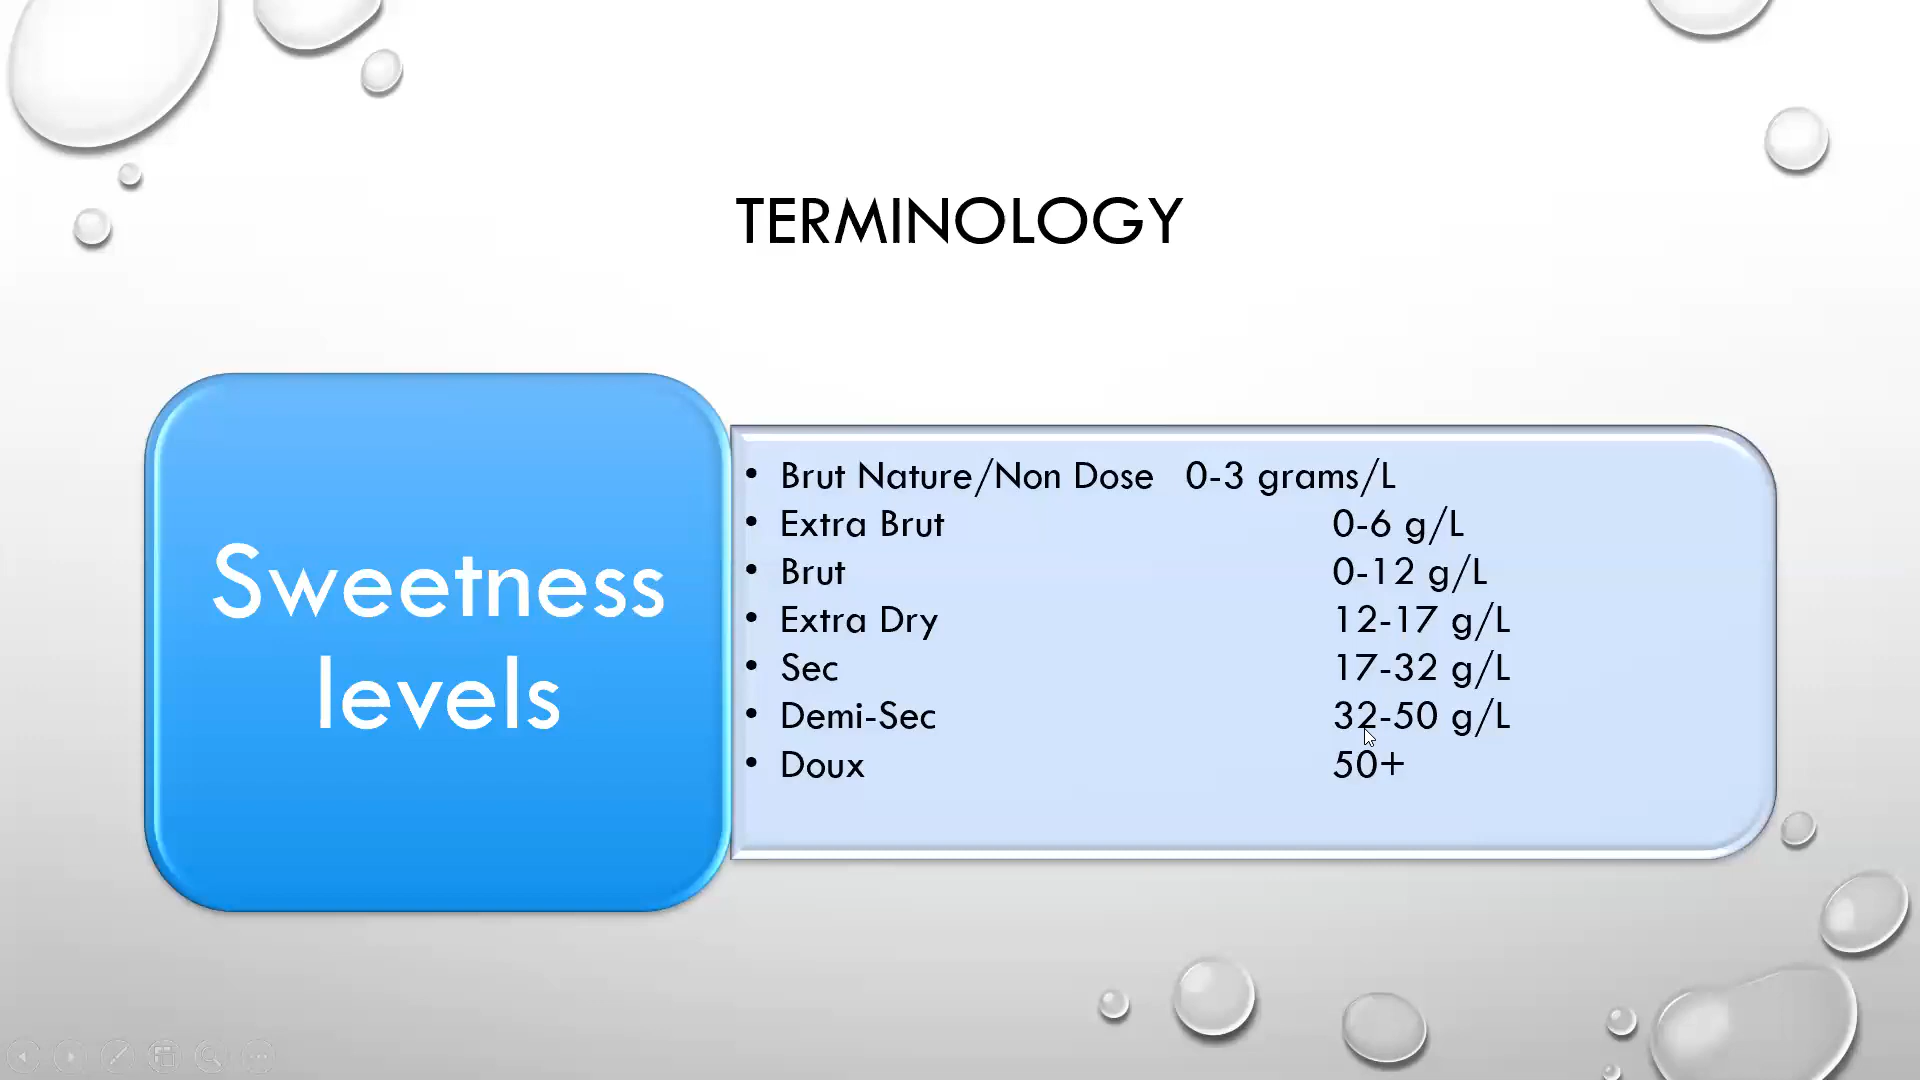 TERMINOLOGY
Sweetness
levels
• Brut Nature/Non Dose 0-3 grams/L
• Extra Brut 0-6 g/L
• Brut 0-12 g/L
• Extra Dry 12-17 g/L
• Sec 17-32 g/L
• Demi-Sec 32-50 g/L
• Doux 50+